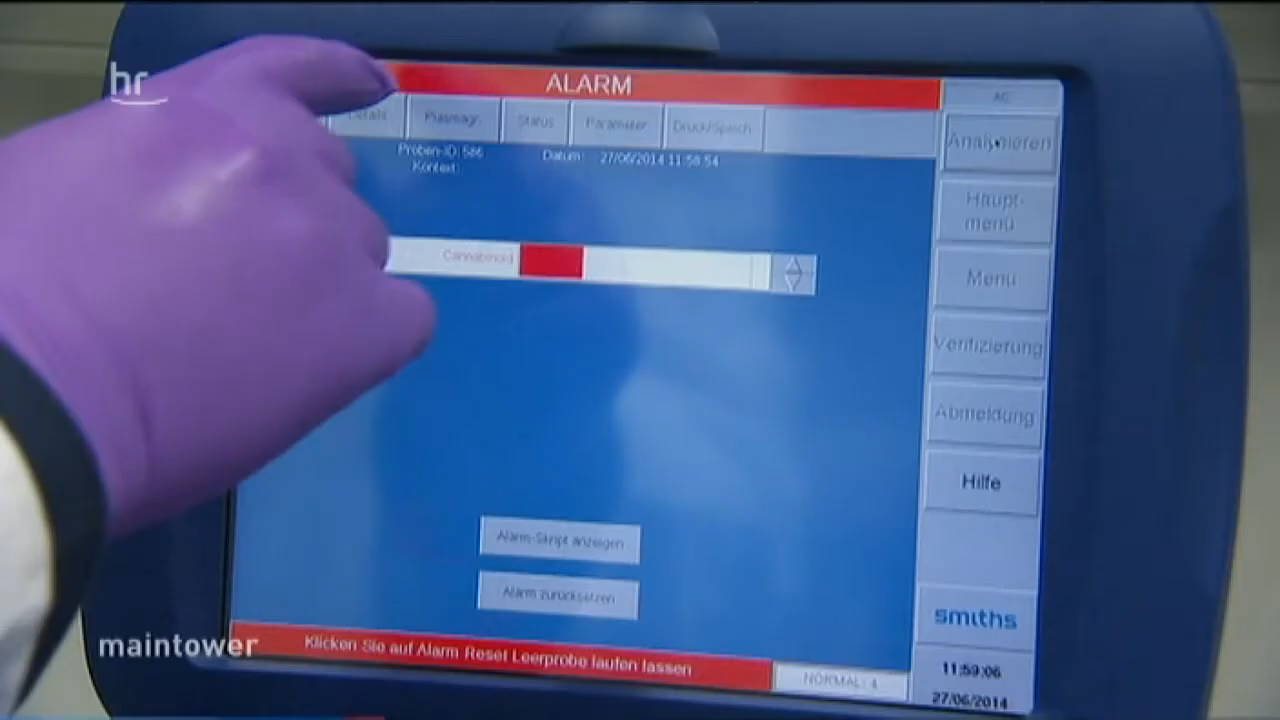 hr
ALARM
AC
Details Plasmagr. Status Parameter Druck/Speich
Analysieren
Proben-ID: 586 Datum: 27/06/2014 11:58:54
Kontext:
Haupt-
menü
Cannabinoid
Menü
Verifizierung
Abmeldung
Hilfe
Alarm-Skript anzeigen
Alarm zurücksetzen
smiths
maintower
Klicken Sie auf Alarm Reset Leerprobe laufen lassen
NORMAL: 4
11:59:06
27/06/2014